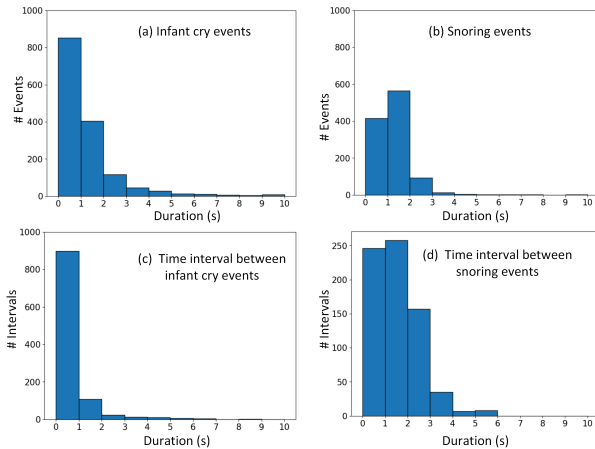 (a) Infant cry events
# Events
1000
800
600
400
200
0
0 1 2 3 4 5 6 7 8 9 10
Duration (s)
(b) Snoring events
# Events
1000
800
600
400
200
0
0 1 2 3 4 5 6 7 8 9 10
Duration (s)
(c) Time interval between
infant cry events
# Intervals
1000
800
600
400
200
0
0 1 2 3 4 5 6 7 8 9 10
Duration (s)
(d) Time interval between
snoring events
# Intervals
250
200
150
100
50
0
0 1 2 3 4 5 6 7 8 9 10
Duration (s)